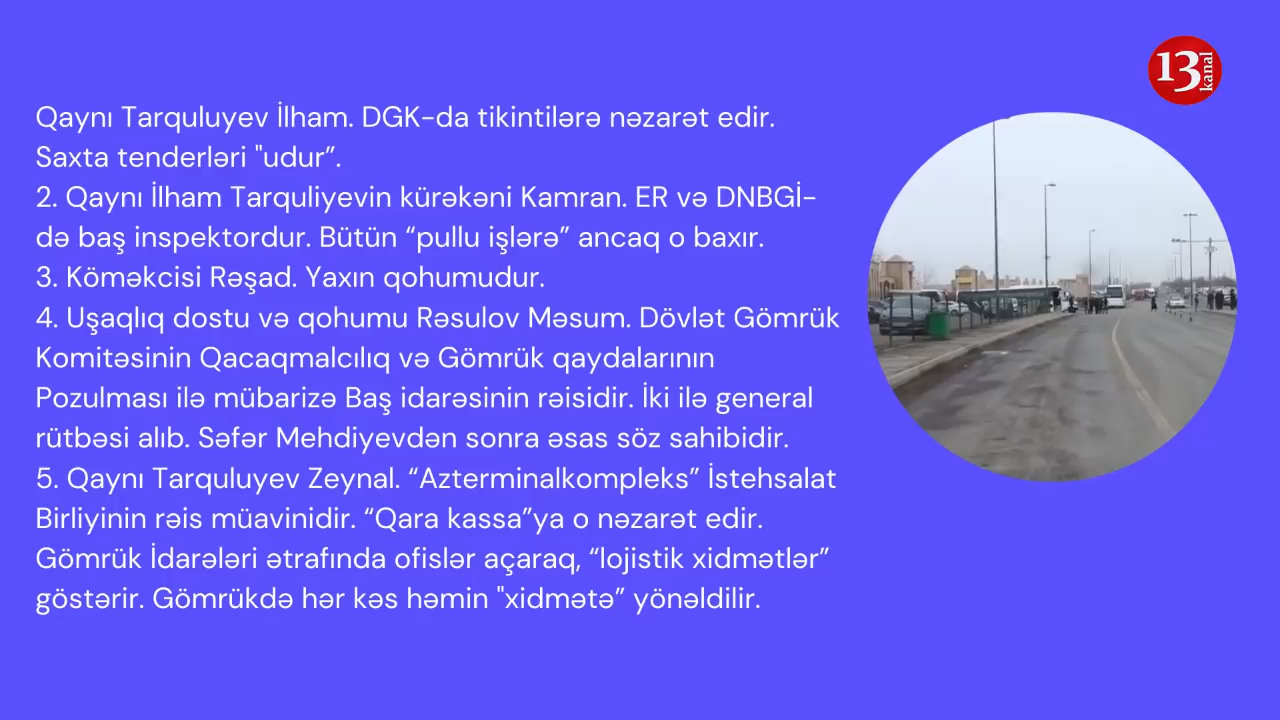 13 kanal
Qaynı Tarquluyev İlham. DGK-da tikintilərə nəzarət edir.
Saxta tenderləri "udur”.
2. Qaynı İlham Tarquliyevin kürəkəni Kamran. ER və DNBGİ-
də baş inspektordur. Bütün “pullu işlərə” ancaq o baxır.
3. Köməkcisi Rəşad. Yaxın qohumudur.
4. Uşaqlıq dostu və qohumu Rəsulov Məsum. Dövlət Gömrük
Komitəsinin Qacaqmalcılıq və Gömrük qaydalarının
Pozulması ilə mübarizə Baş idarəsinin rəisidir. İki ilə general
rütbəsi alıb. Səfər Mehdiyevdən sonra əsas söz sahibidir.
5. Qaynı Tarquluyev Zeynal. “Azterminalkompleks” İstehsalat
Birliyinin rəis müavinidir. “Qara kassa”ya o nəzarət edir.
Gömrük İdarələri ətrafında ofislər açaraq, “lojistik xidmətlər”
göstərir. Gömrükdə hər kəs həmin "xidmətə” yönəldilir.